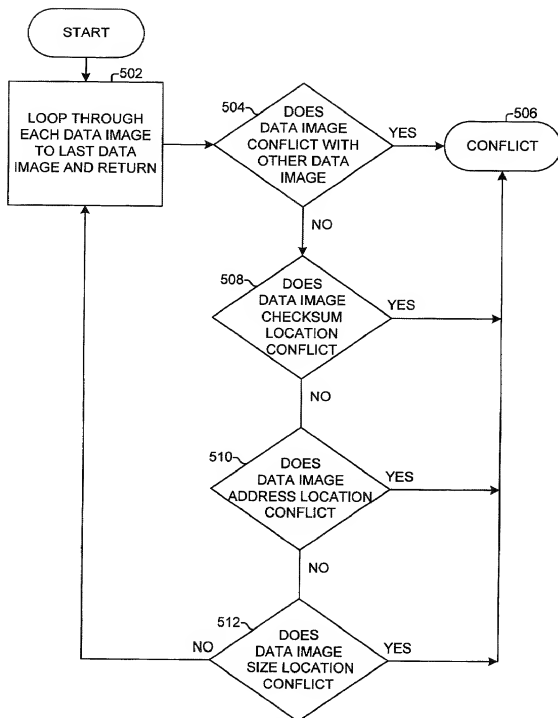 START
502
LOOP THROUGH
EACH DATA IMAGE
TO LAST DATA
IMAGE AND RETURN
504
DOES
DATA IMAGE
CONFLICT WITH
OTHER DATA
IMAGE
YES
506
CONFLICT
NO
508
DOES
DATA IMAGE
CHECKSUM
LOCATION
CONFLICT
YES
NO
510
DOES
DATA IMAGE
ADDRESS LOCATION
CONFLICT
YES
NO
512
DOES
DATA IMAGE
SIZE LOCATION
CONFLICT
YES
NO